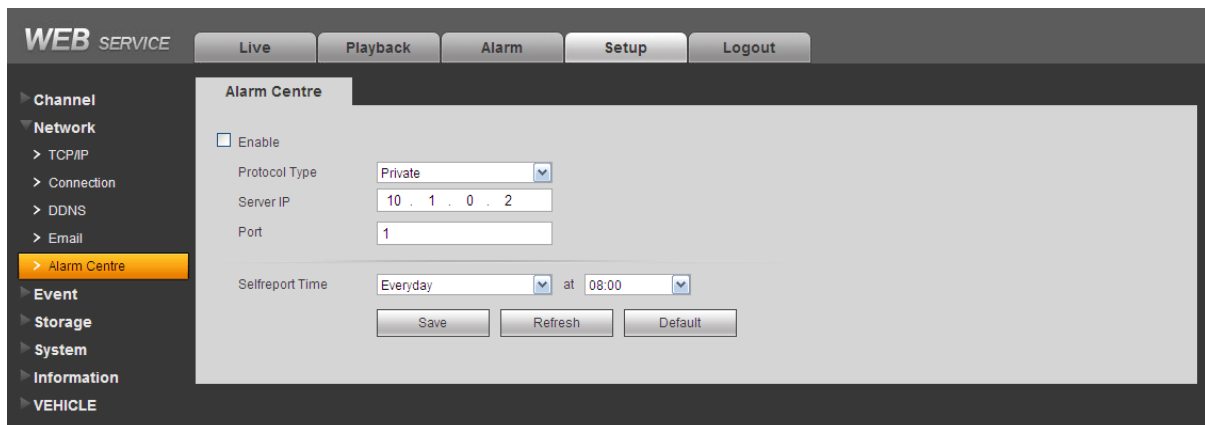 WEB SERVICE
Live
Playback
Alarm
Setup
Logout
Channel
Network
> TCP/IP
> Connection
> DDNS
> Email
> Alarm Centre
Event
Storage
System
Information
VEHICLE
Alarm Centre
Enable
Protocol Type Private
Server IP 10 . 1 . 0 . 2
Port 1
Selfreport Time Everyday at 08:00
Save Refresh Default